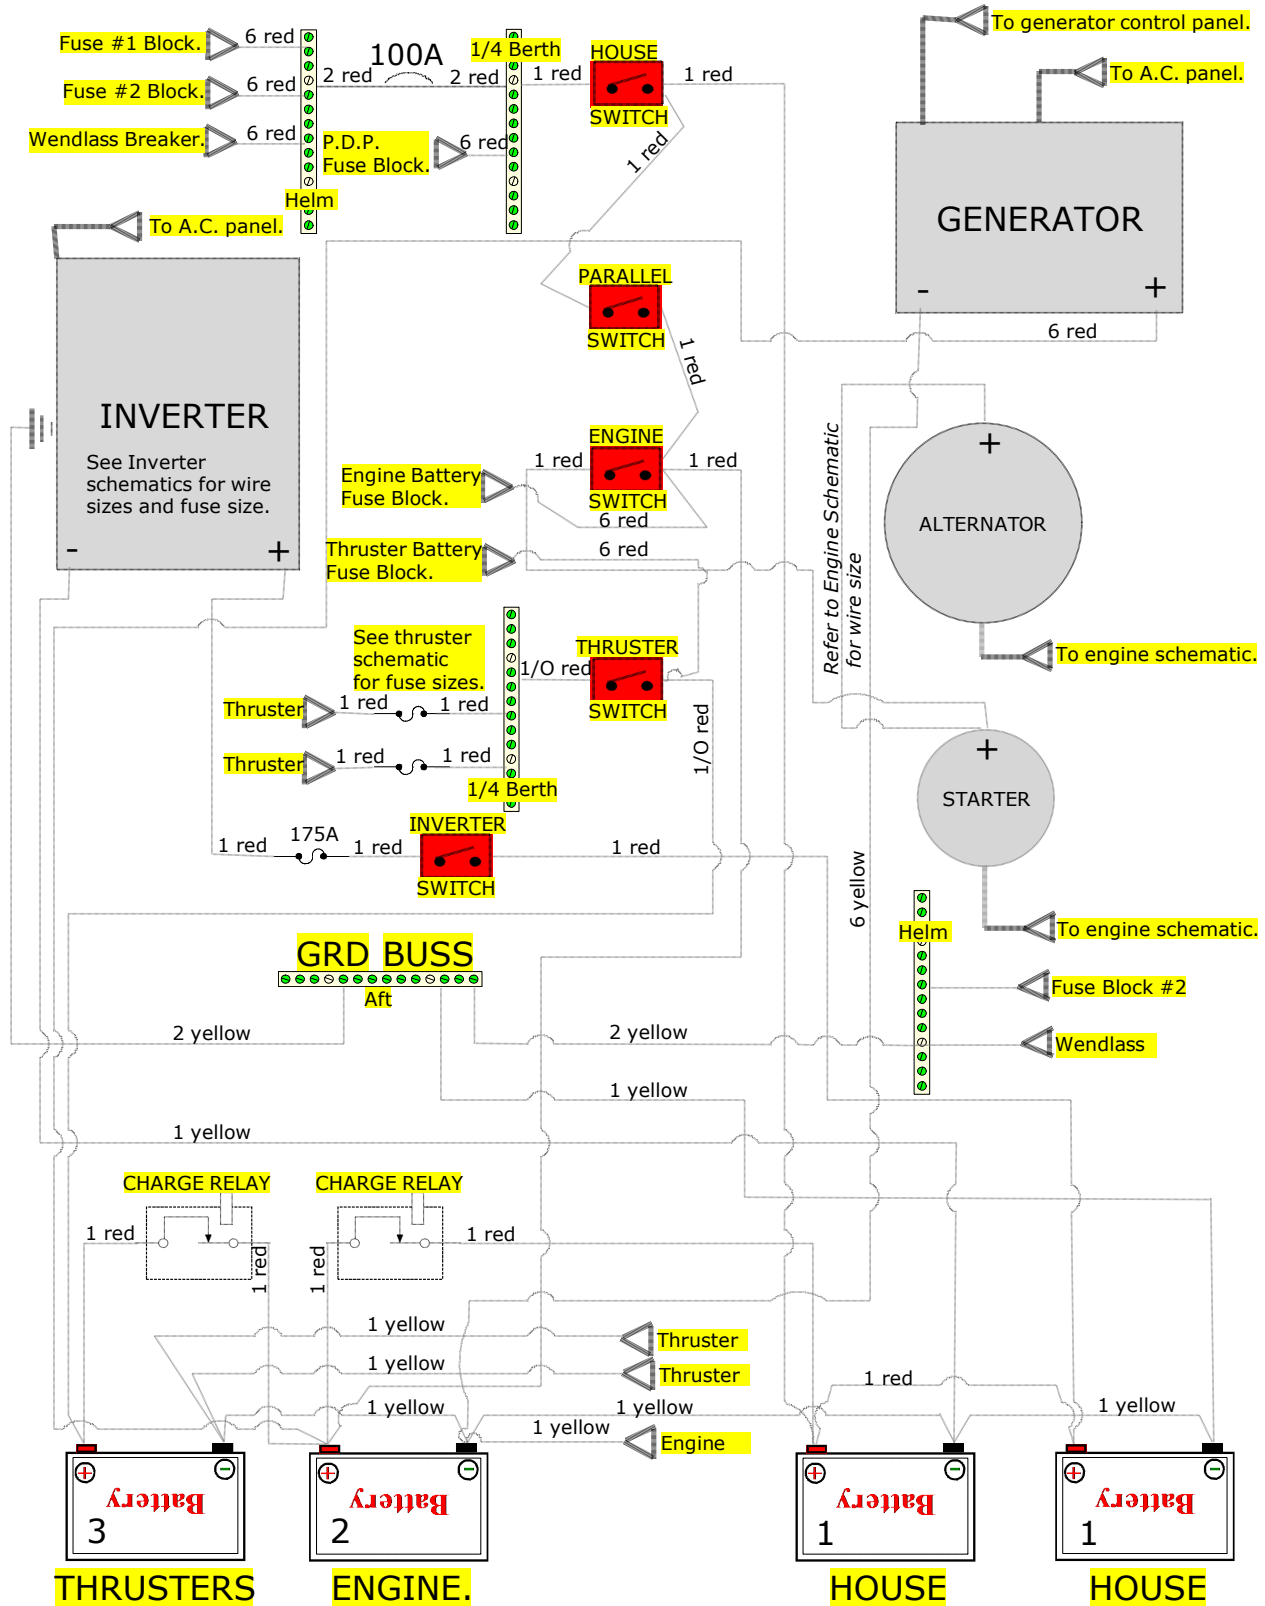 To generator control panel.
Fuse #1 Block.
6 red
100A
1/4 Berth
HOUSE
2 red
2 red
1 red
1 red
To A.C. panel.
Fuse #2 Block.
6 red
SWITCH
Wendlass Breaker.
6 red
P.D.P.
Fuse Block.
6 red
1 red
Helm
To A.C. panel.
GENERATOR
PARALLEL
- +
SWITCH
6 red
1 red
INVERTER
See Inverter
schematics for wire
sizes and fuse size.
- +
ENGINE
1 red
1 red
SWITCH
Engine Battery
Fuse Block.
6 red
+
ALTERNATOR
Refer to Engine Schematic
for wire size
Thruster Battery
Fuse Block.
6 red
To engine schematic.
See thruster
schematic
for fuse sizes.
THRUSTER
1/O red
SWITCH
Thruster
1 red
1 red
1/O red
Thruster
1 red
1 red
1/4 Berth
+
STARTER
INVERTER
175A
1 red
1 red
1 red
SWITCH
6 yellow
Helm
To engine schematic.
GRD BUSS
Aft
Fuse Block #2
2 yellow
2 yellow
Wendlass
1 yellow
1 yellow
CHARGE RELAY
CHARGE RELAY
1 red
1 red
1 red
1 red
1 yellow
Thruster
1 yellow
Thruster
1 red
1 yellow
1 yellow
1 yellow
1 yellow
Engine
+ -
+ -
+ -
+ -
Battery
Battery
Battery
Battery
3
2
1
1
THRUSTERS
ENGINE.
HOUSE
HOUSE